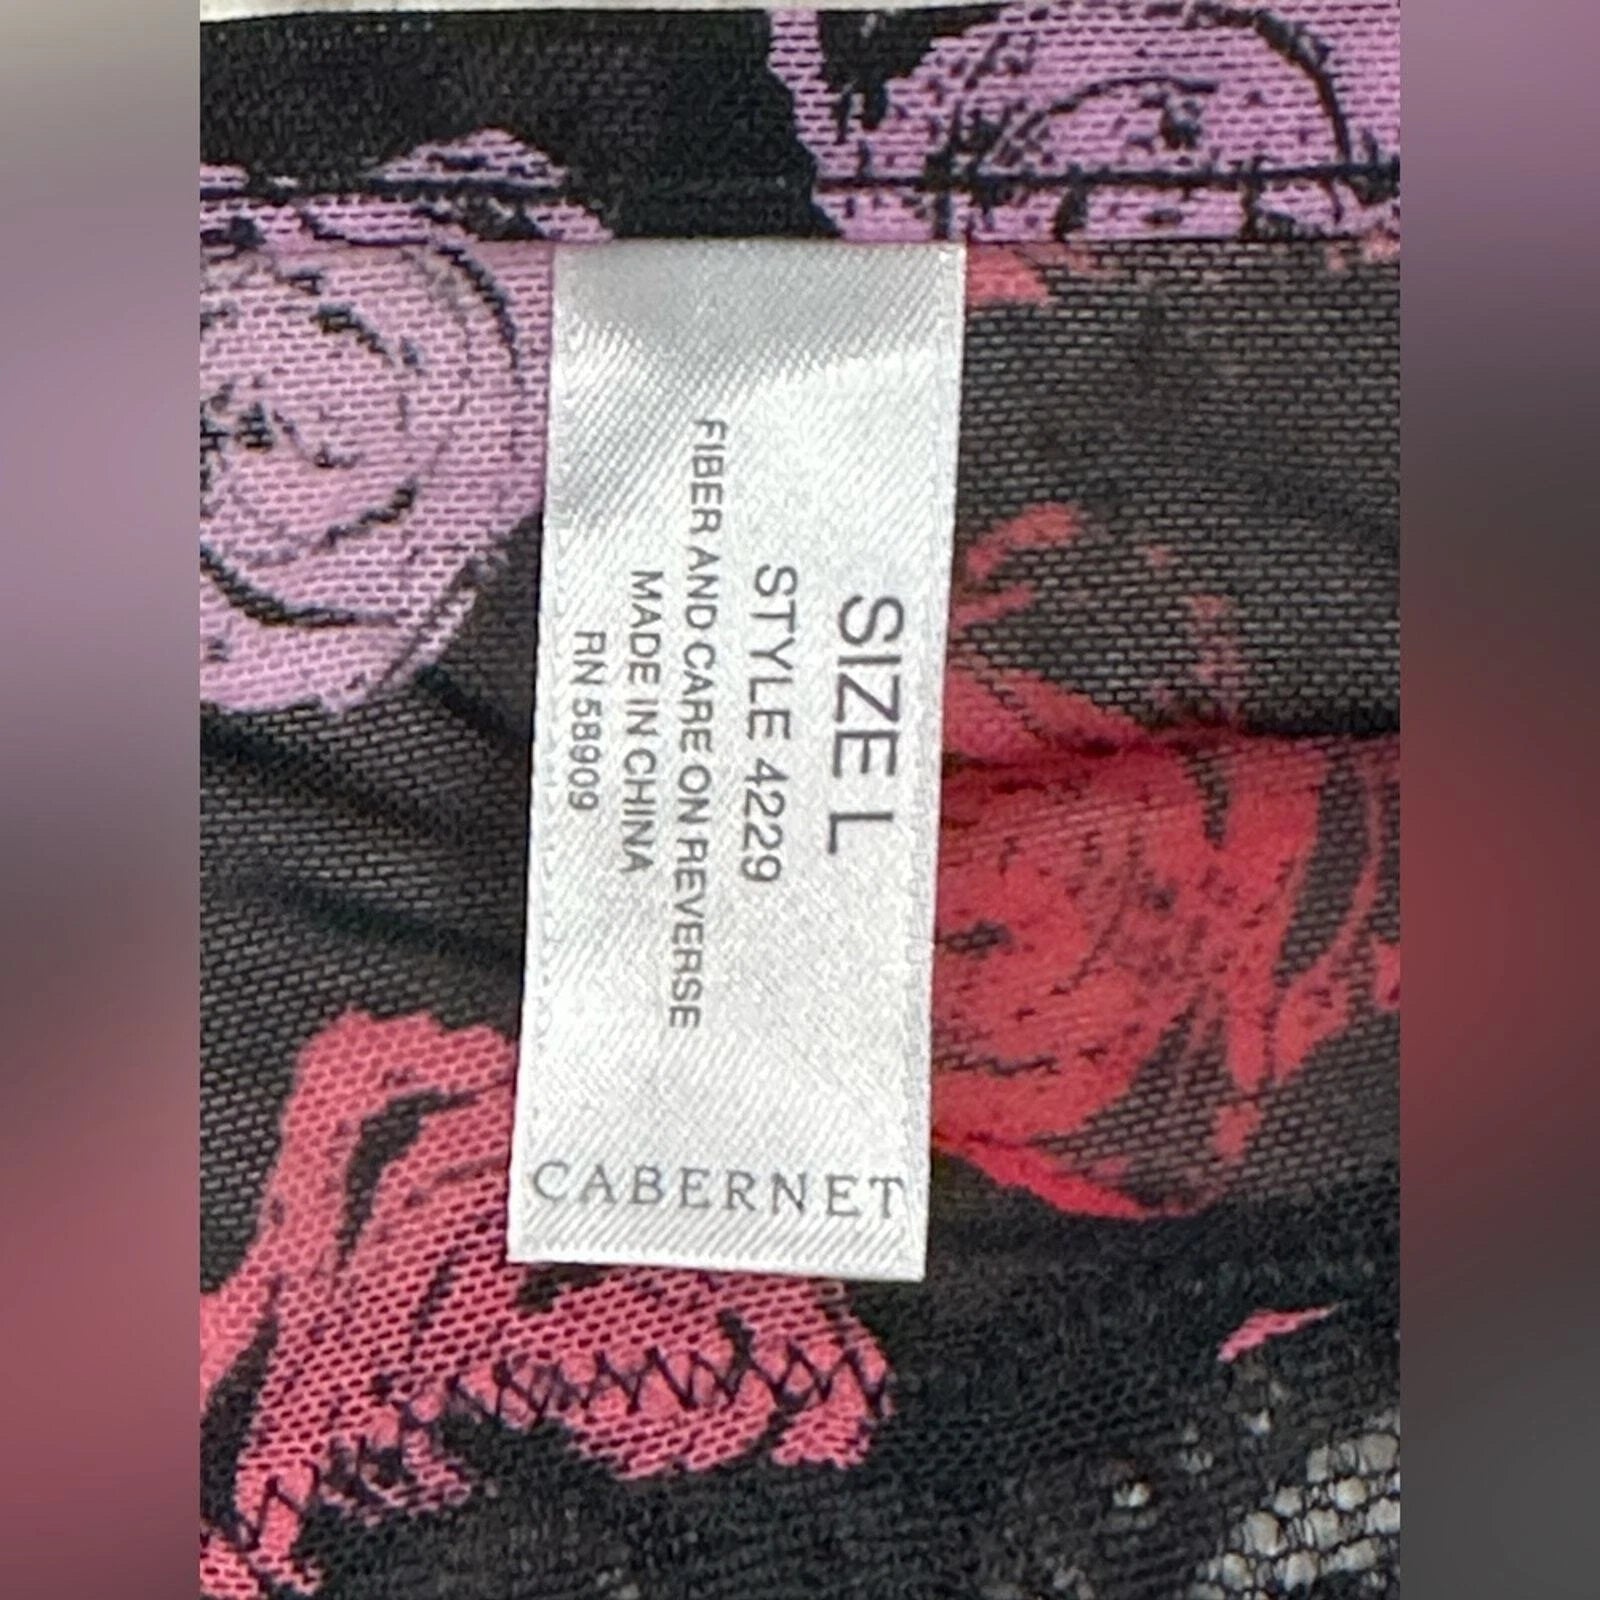 SIZE L
STYLE 4229
FIBER AND CARE ON REVERSE
MADE IN CHINA
RN 58909
CABERNET